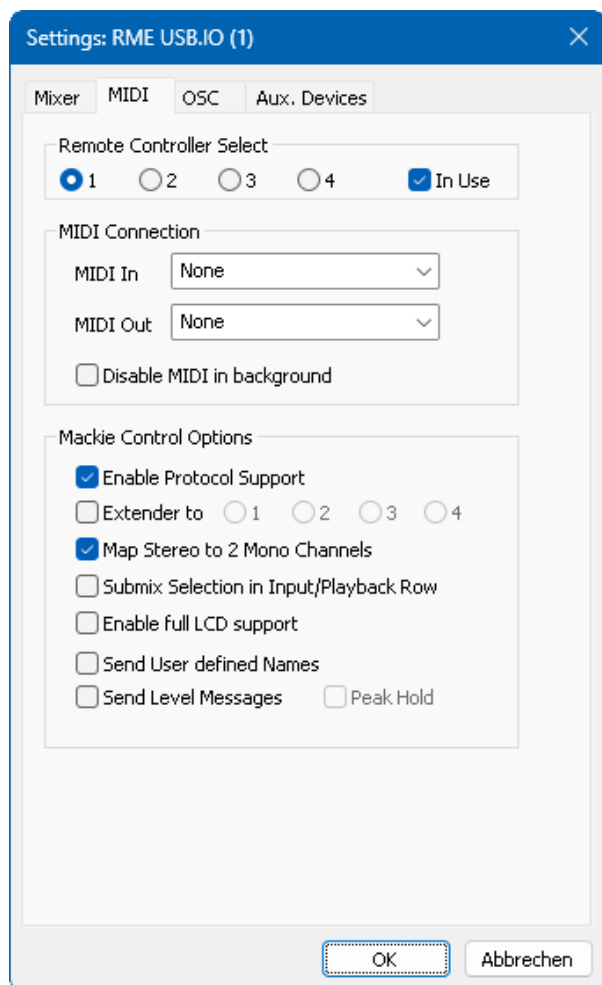 Settings: RME USB.IO (1)
Mixer MIDI OSC Aux. Devices
Remote Controller Select
1 2 3 4 In Use
MIDI Connection
MIDI In None
MIDI Out None
Disable MIDI in background
Mackie Control Options
Enable Protocol Support
Extender to 1 2 3 4
Map Stereo to 2 Mono Channels
Submix Selection in Input/Playback Row
Enable full LCD support
Send User defined Names
Send Level Messages Peak Hold
OK Abbrechen